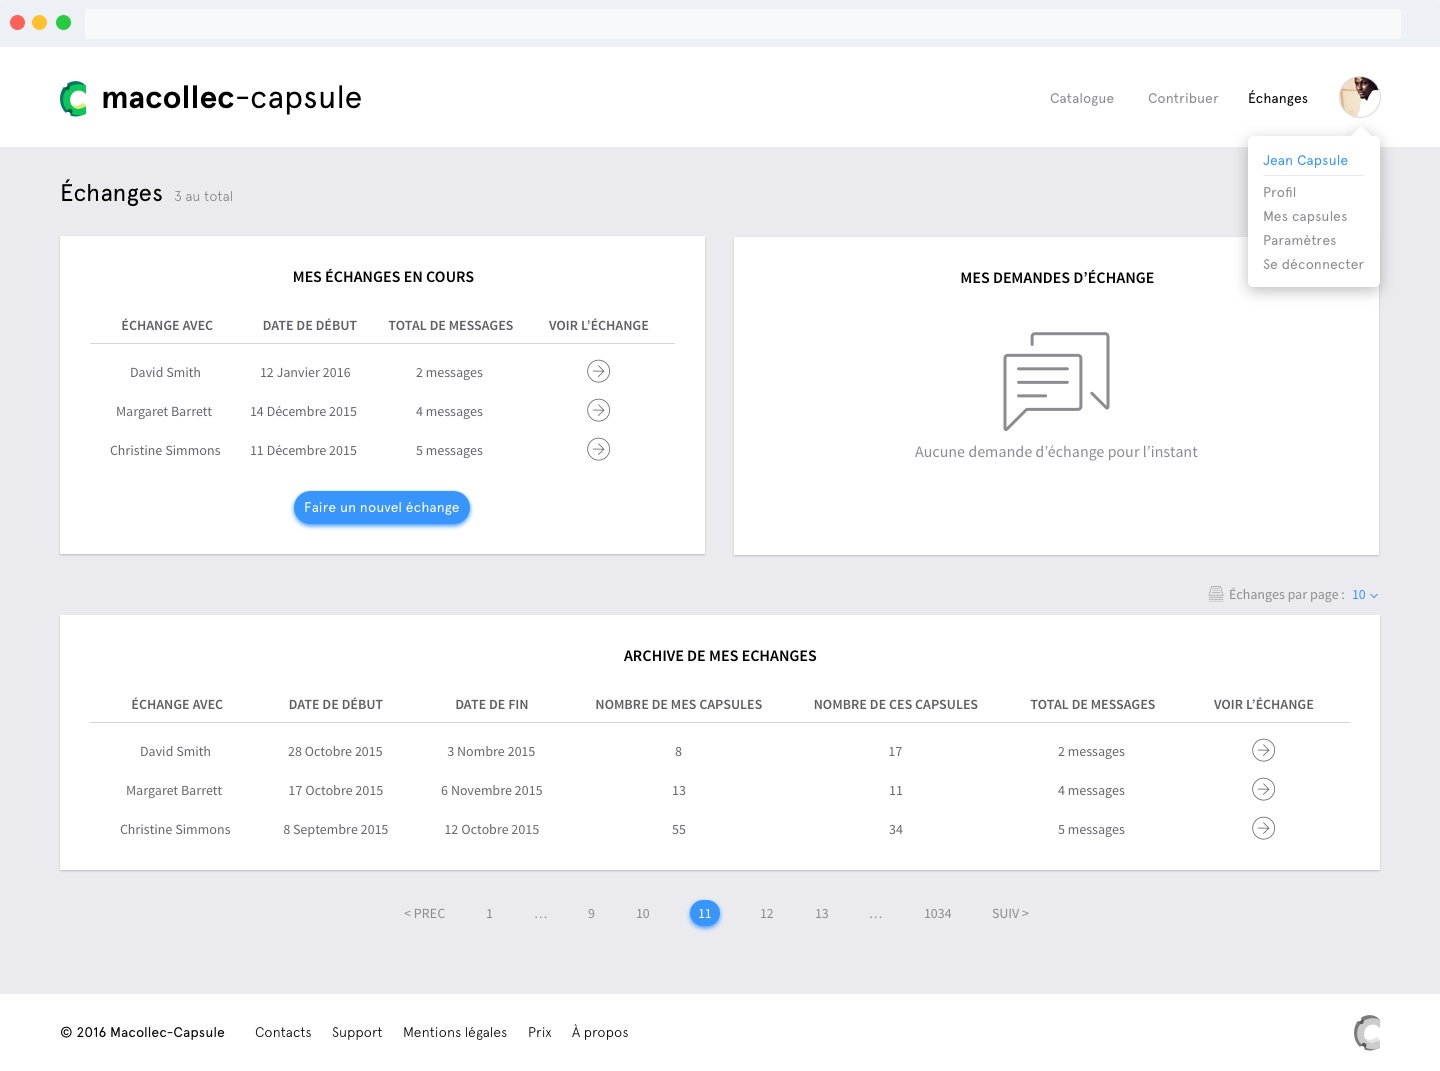 macollec-capsule
Catalogue Contribuer Échanges
Jean Capsule
Profil
Mes capsules
Paramètres
Se déconnecter
Échanges 3 au total
MES ÉCHANGES EN COURS
ÉCHANGE AVEC DATE DE DÉBUT TOTAL DE MESSAGES VOIR L'ÉCHANGE
David Smith 12 Janvier 2016 2 messages
Margaret Barrett 14 Décembre 2015 4 messages
Christine Simmons 11 Décembre 2015 5 messages
Faire un nouvel échange
MES DEMANDES D'ÉCHANGE
Aucune demande d'échange pour l'instant
Échanges par page : 10
ARCHIVE DE MES ECHANGES
ÉCHANGE AVEC DATE DE DÉBUT DATE DE FIN NOMBRE DE MES CAPSULES NOMBRE DE CES CAPSULES TOTAL DE MESSAGES VOIR L'ÉCHANGE
David Smith 28 Octobre 2015 3 Nombre 2015 8 17 2 messages
Margaret Barrett 17 Octobre 2015 6 Novembre 2015 13 11 4 messages
Christine Simmons 8 Septembre 2015 12 Octobre 2015 55 34 5 messages
< PREC 1 ... 9 10 11 12 13 ... 1034 SUIV >
© 2016 Macollec-Capsule Contacts Support Mentions légales Prix À propos